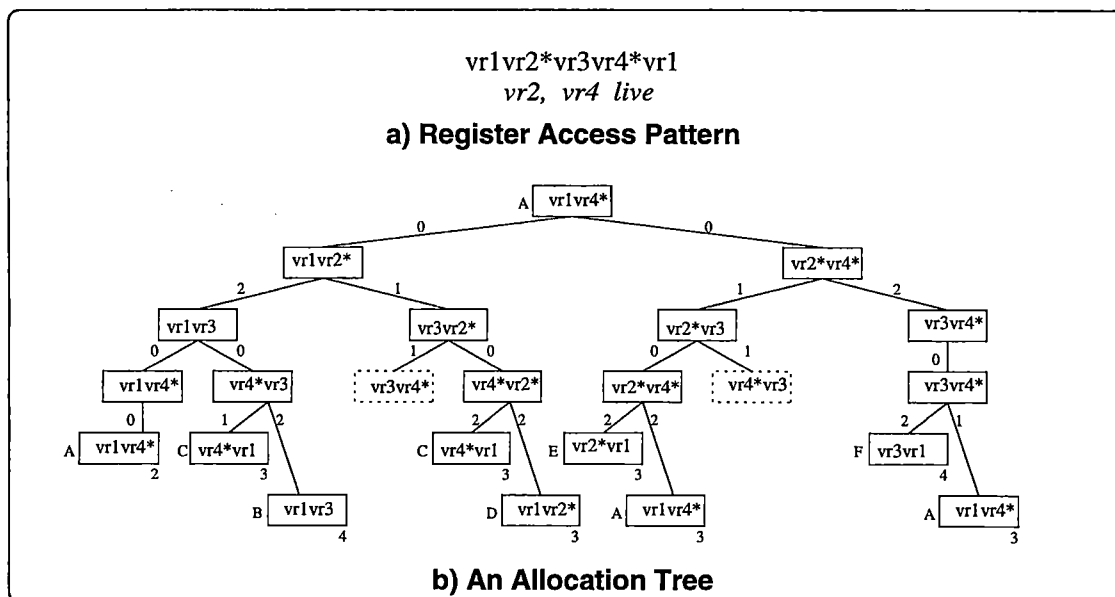 vr1vr2*vr3vr4*vr1
vr2, vr4 live
a) Register Access Pattern
A vr1vr4*
0 0
vr1vr2* vr2*vr4*
2 1 1 2
vr1vr3 vr3vr2* vr2*vr3 vr3vr4*
0 0 1 0 0 1 0
vr1vr4* vr4*vr3 vr3vr4* vr4*vr2* vr2*vr4* vr4*vr3 vr3vr4*
0 1 2 2 2 2 2 2 1
A vr1vr4* C vr4*vr1 C vr4*vr1 E vr2*vr1 F vr3vr1
2 3 3 3 4
B vr1vr3 D vr1vr2* A vr1vr4* A vr1vr4*
4 3 3 3
b) An Allocation Tree